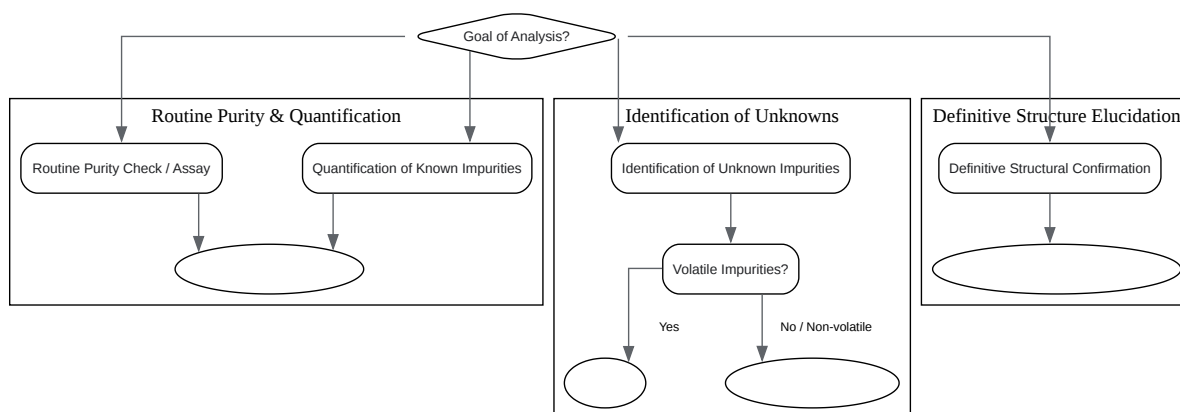 Goal of Analysis?
Routine Purity & Quantification
Identification of Unknowns
Definitive Structure Elucidation
Routine Purity Check / Assay
Quantification of Known Impurities
Identification of Unknown Impurities
Definitive Structural Confirmation
Volatile Impurities?
Yes
No / Non-volatile